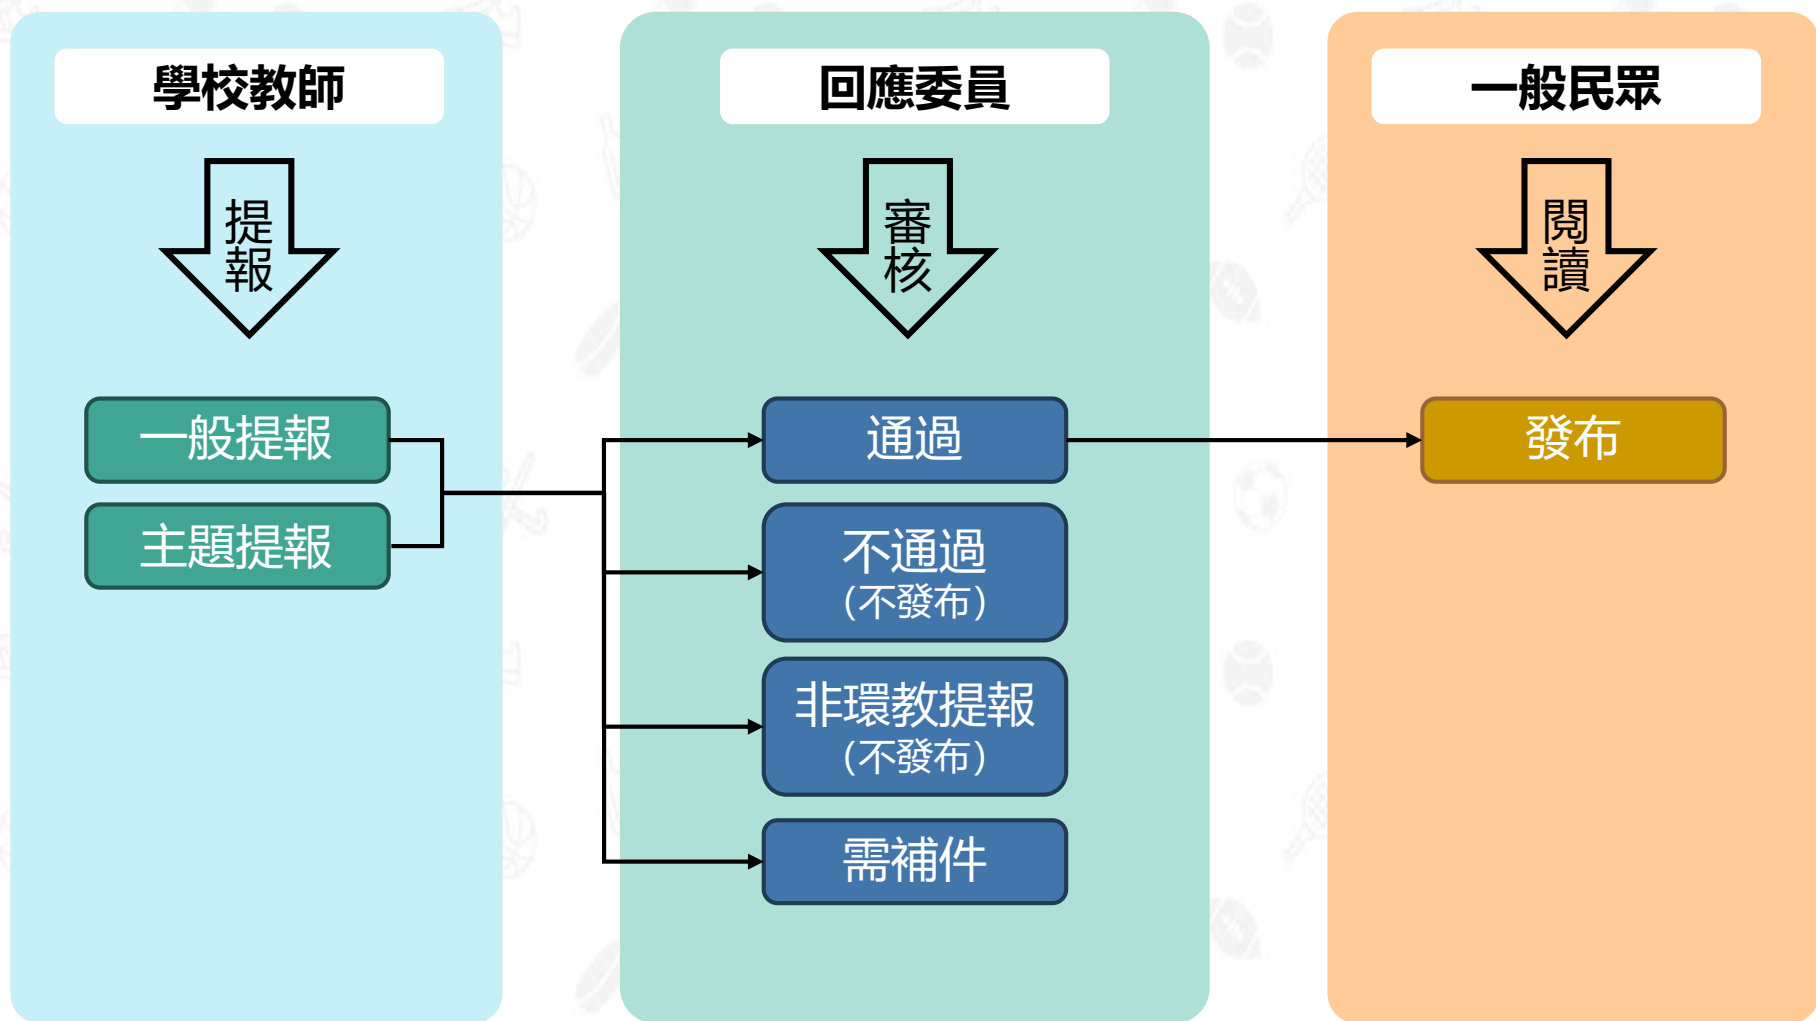 學校教師
提報
一般提報
主題提報
回應委員
審核
通過
不通過
（不發布）
非環教提報
（不發布）
需補件
一般民眾
閱讀
發布